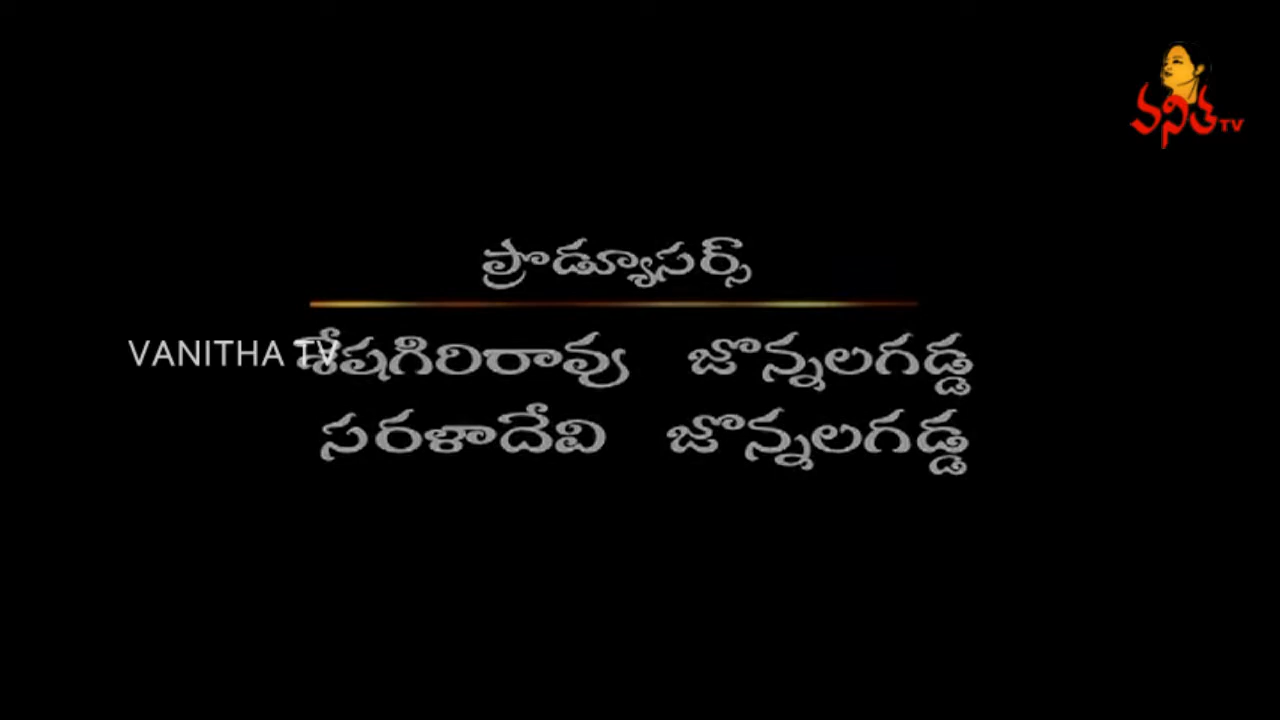 వనిత TV
ప్రొడ్యూసర్స్
VANITHA TV
శేషగిరిరావు జొన్నలగడ్డ
సరళాదేవి జొన్నలగడ్డ